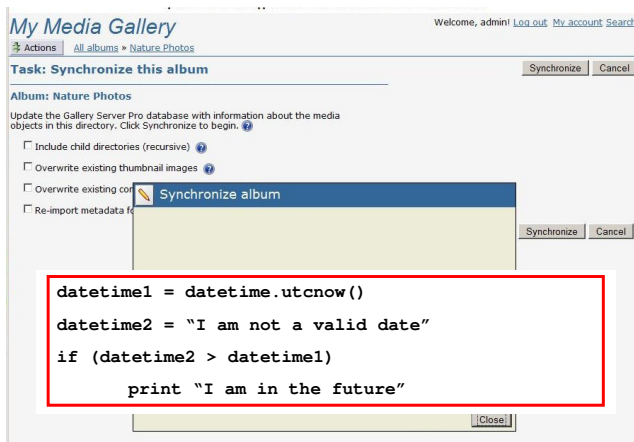 My Media Gallery
Welcome, admin! Log out My account Search
Actions All albums » Nature Photos
Task: Synchronize this album
Synchronize Cancel
Album: Nature Photos
Update the Gallery Server Pro database with information about the media
objects in this directory. Click Synchronize to begin.
Include child directories (recursive)
Overwrite existing thumbnail images
Overwrite existing
Synchronize album
Re-import metadata
Synchronize Cancel
datetime1 = datetime.utcnow()
datetime2 = “I am not a valid date”
if (datetime2 > datetime1)
print “I am in the future”
Close